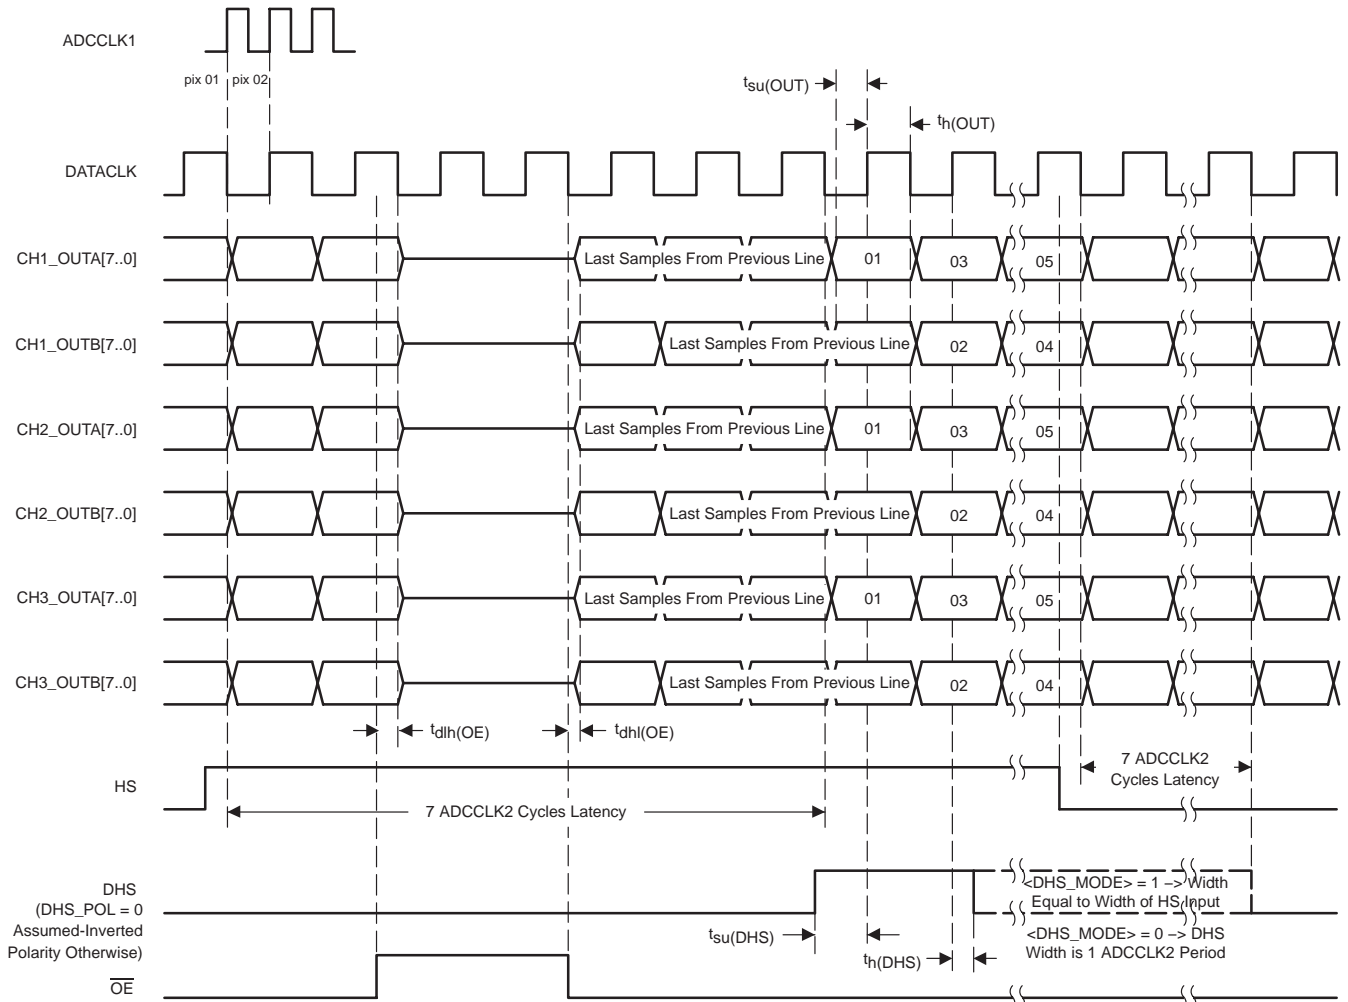 ADCCLK1
pix 01 pix 02
tsu(OUT)
th(OUT)
DATACLK
CH1_OUTA[7..0]
Last Samples From Previous Line
01
03
05
CH1_OUTB[7..0]
Last Samples From Previous Line
02
04
CH2_OUTA[7..0]
Last Samples From Previous Line
01
03
05
CH2_OUTB[7..0]
Last Samples From Previous Line
02
04
CH3_OUTA[7..0]
Last Samples From Previous Line
01
03
05
CH3_OUTB[7..0]
Last Samples From Previous Line
02
04
tdlh(OE)
tdhl(OE)
HS
7 ADCCLK2
Cycles Latency
7 ADCCLK2 Cycles Latency
DHS
(DHS_POL = 0
Assumed-Inverted
Polarity Otherwise)
<DHS_MODE> = 1 –> Width
Equal to Width of HS Input
<DHS_MODE> = 0 –> DHS
Width is 1 ADCCLK2 Period
tsu(DHS)
th(DHS)
OE